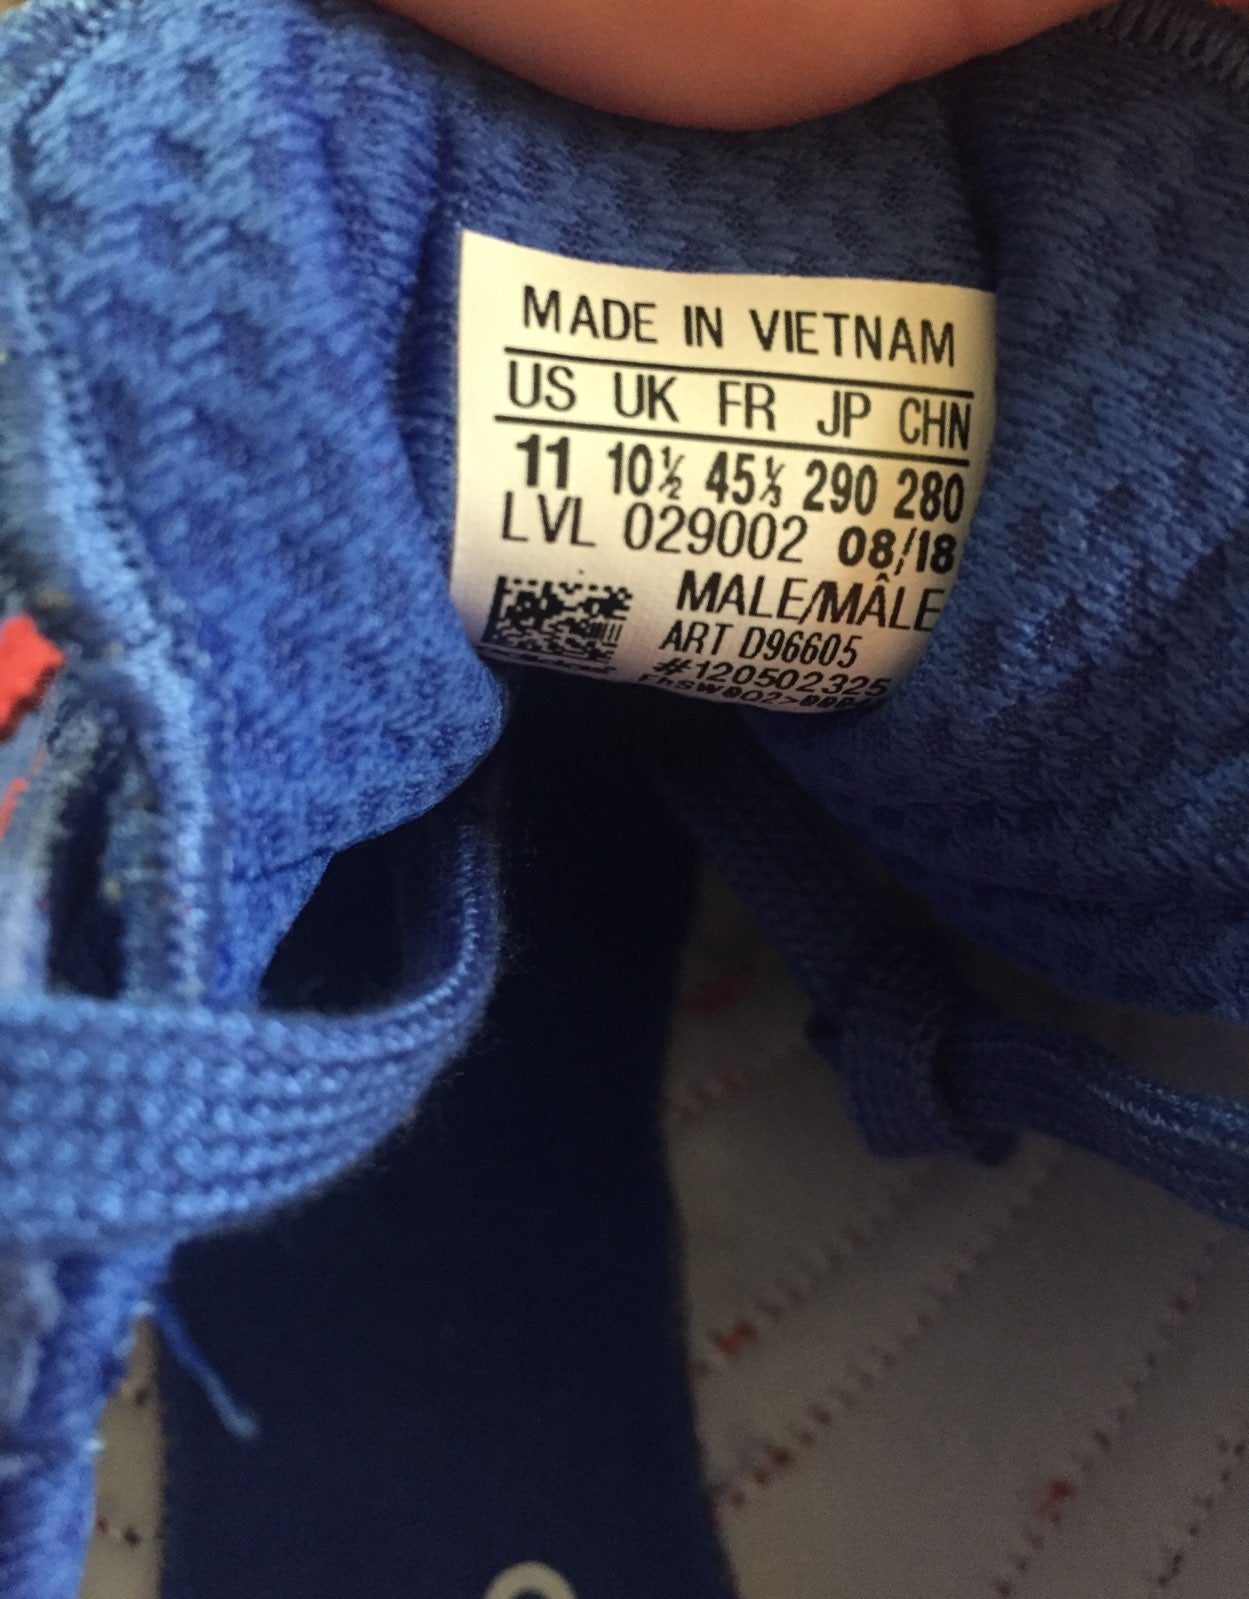 MADE IN VIETNAM
US UK FR JP CHN
11 10½ 45⅓ 290 280
LVL 029002 08/18
MALE/MÂLE
ART D96605
#120502325